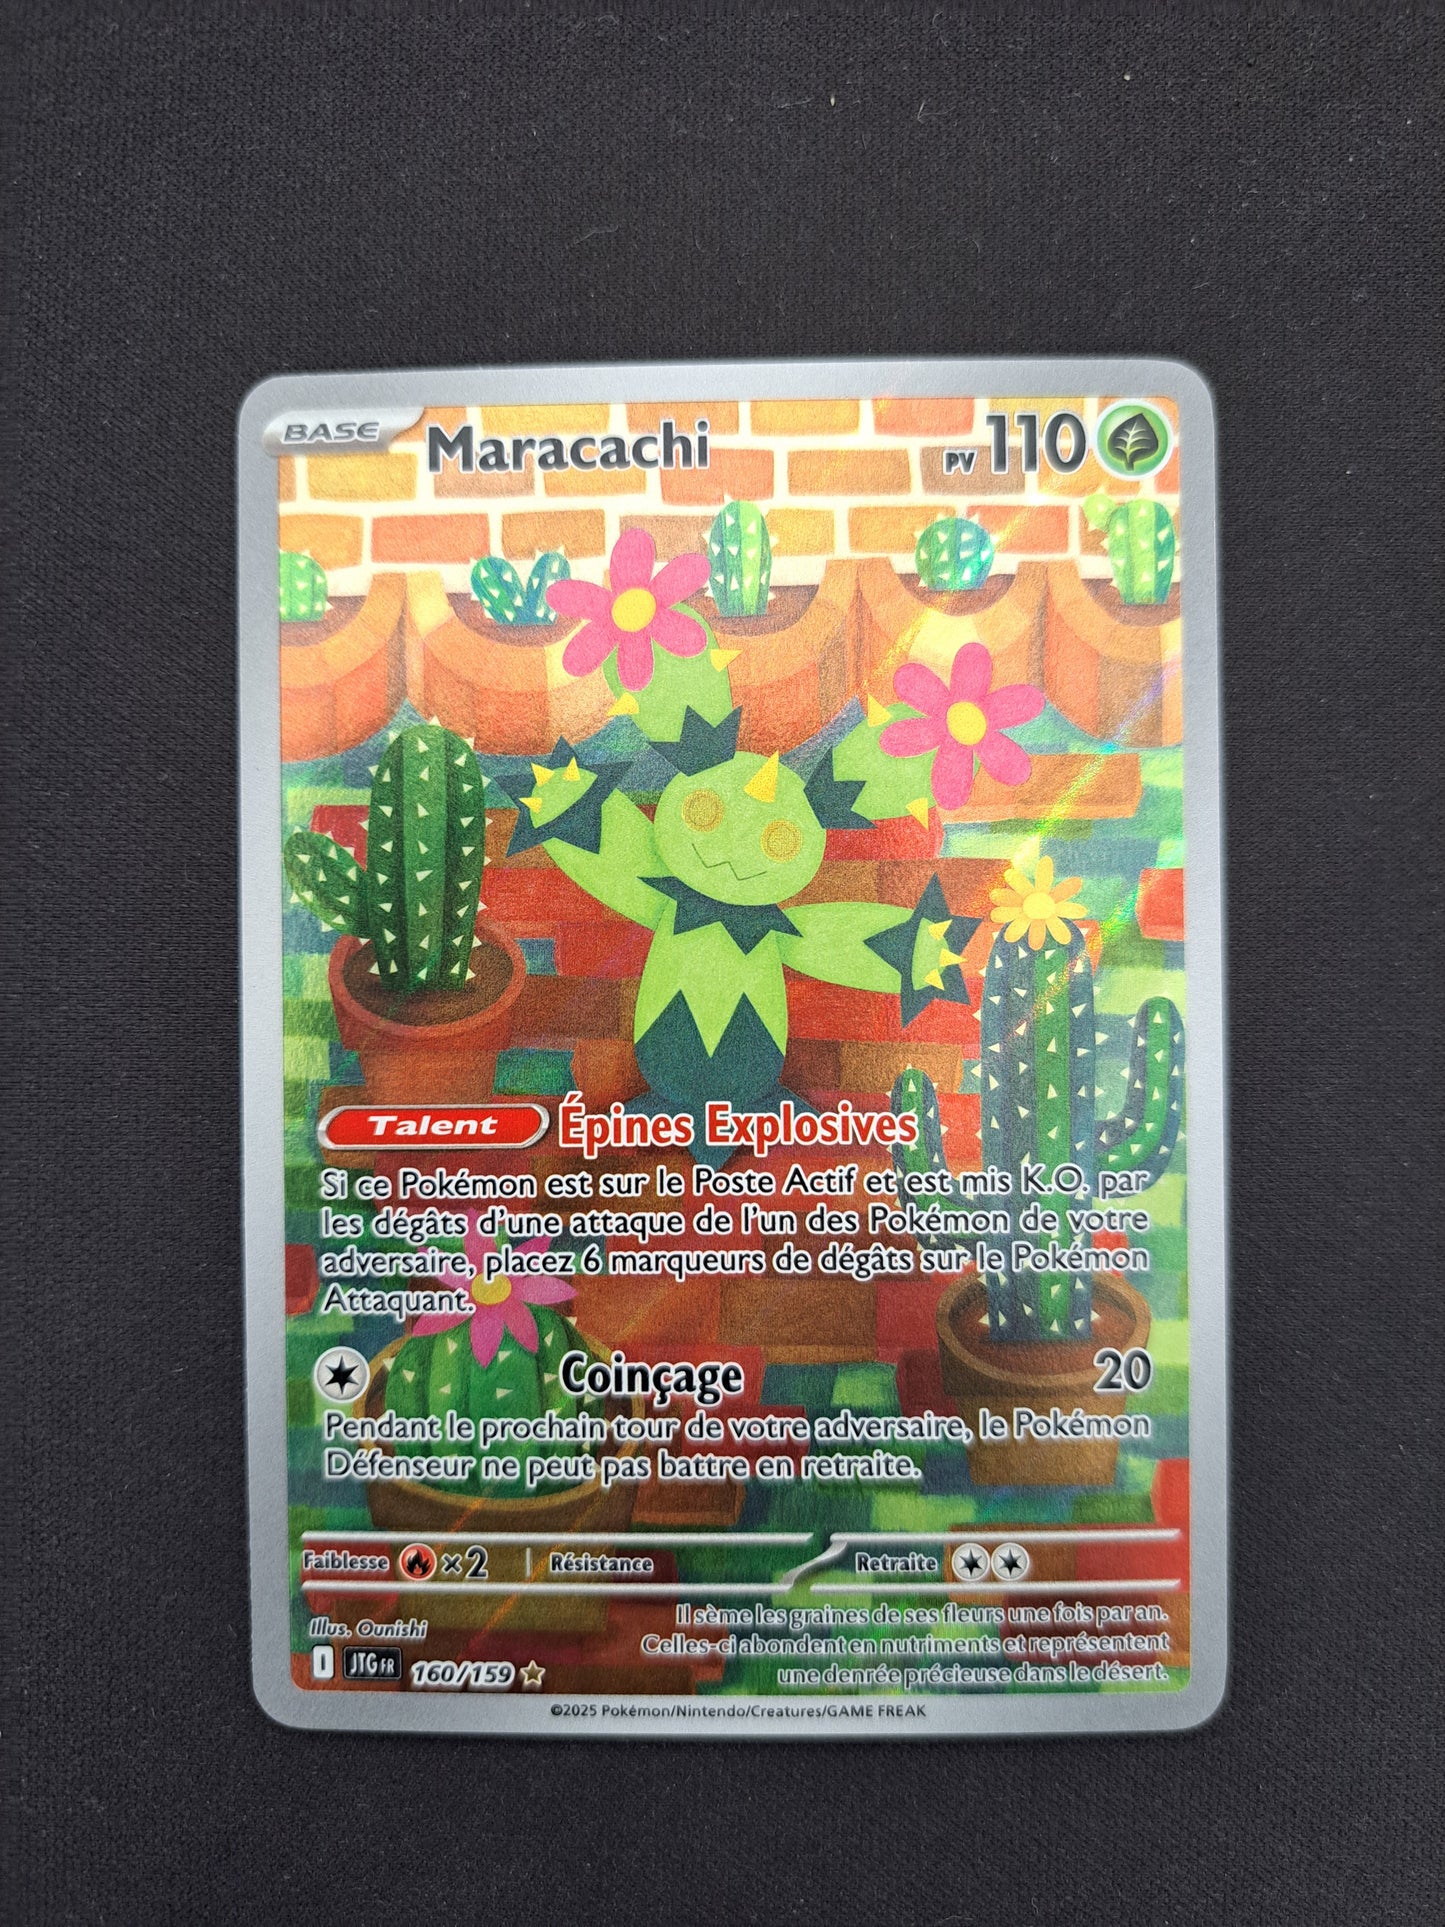 BASE Maracachi PV 110
Talent Épines Explosives
Si ce Pokémon est sur le Poste Actif et est mis K.O. par
les dégâts d'une attaque de l'un des Pokémon de votre
adversaire, placez 6 marqueurs de dégâts sur le Pokémon
Attaquant.
Coinçage 20
Pendant le prochain tour de votre adversaire, le Pokémon
Défenseur ne peut pas battre en retraite.
Faiblesse ×2 Résistance Retraite
Illus. Ounishi
I JTG FR 160/159
Il sème les graines de ses fleurs une fois par an.
Celles-ci abondent en nutriments et représentent
une denrée précieuse dans le désert.
©2025 Pokémon/Nintendo/Creatures/GAME FREAK